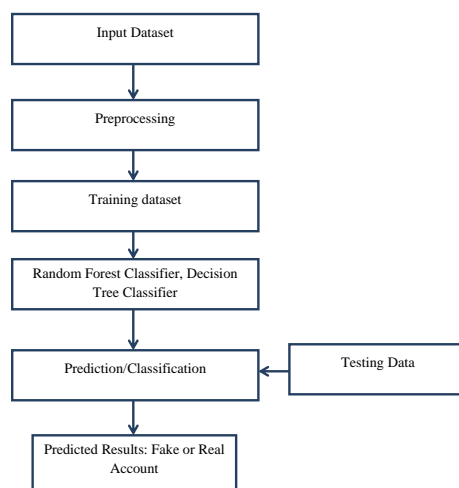 Input Dataset
Preprocessing
Training dataset
Random Forest Classifier, Decision
Tree Classifier
Prediction/Classification
Testing Data
Predicted Results: Fake or Real
Account